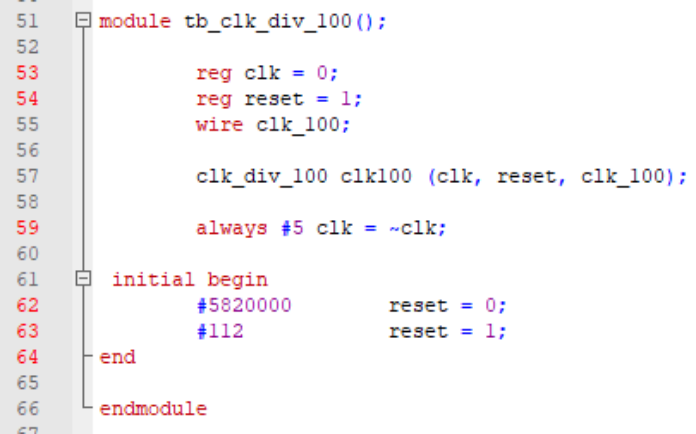 51 module tb_clk_div_100();
52
53 reg clk = 0;
54 reg reset = 1;
55 wire clk_100;
56
57 clk_div_100 clk100 (clk, reset, clk_100);
58
59 always #5 clk = ~clk;
60
61 initial begin
62 #5820000 reset = 0;
63 #112 reset = 1;
64 end
65
66 endmodule